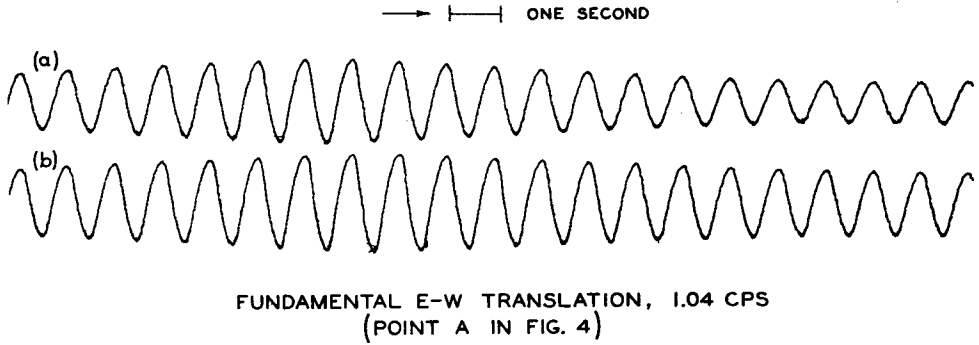 ONE SECOND
(a)
(b)
FUNDAMENTAL E-W TRANSLATION, 1.04 CPS
(POINT A IN FIG. 4)